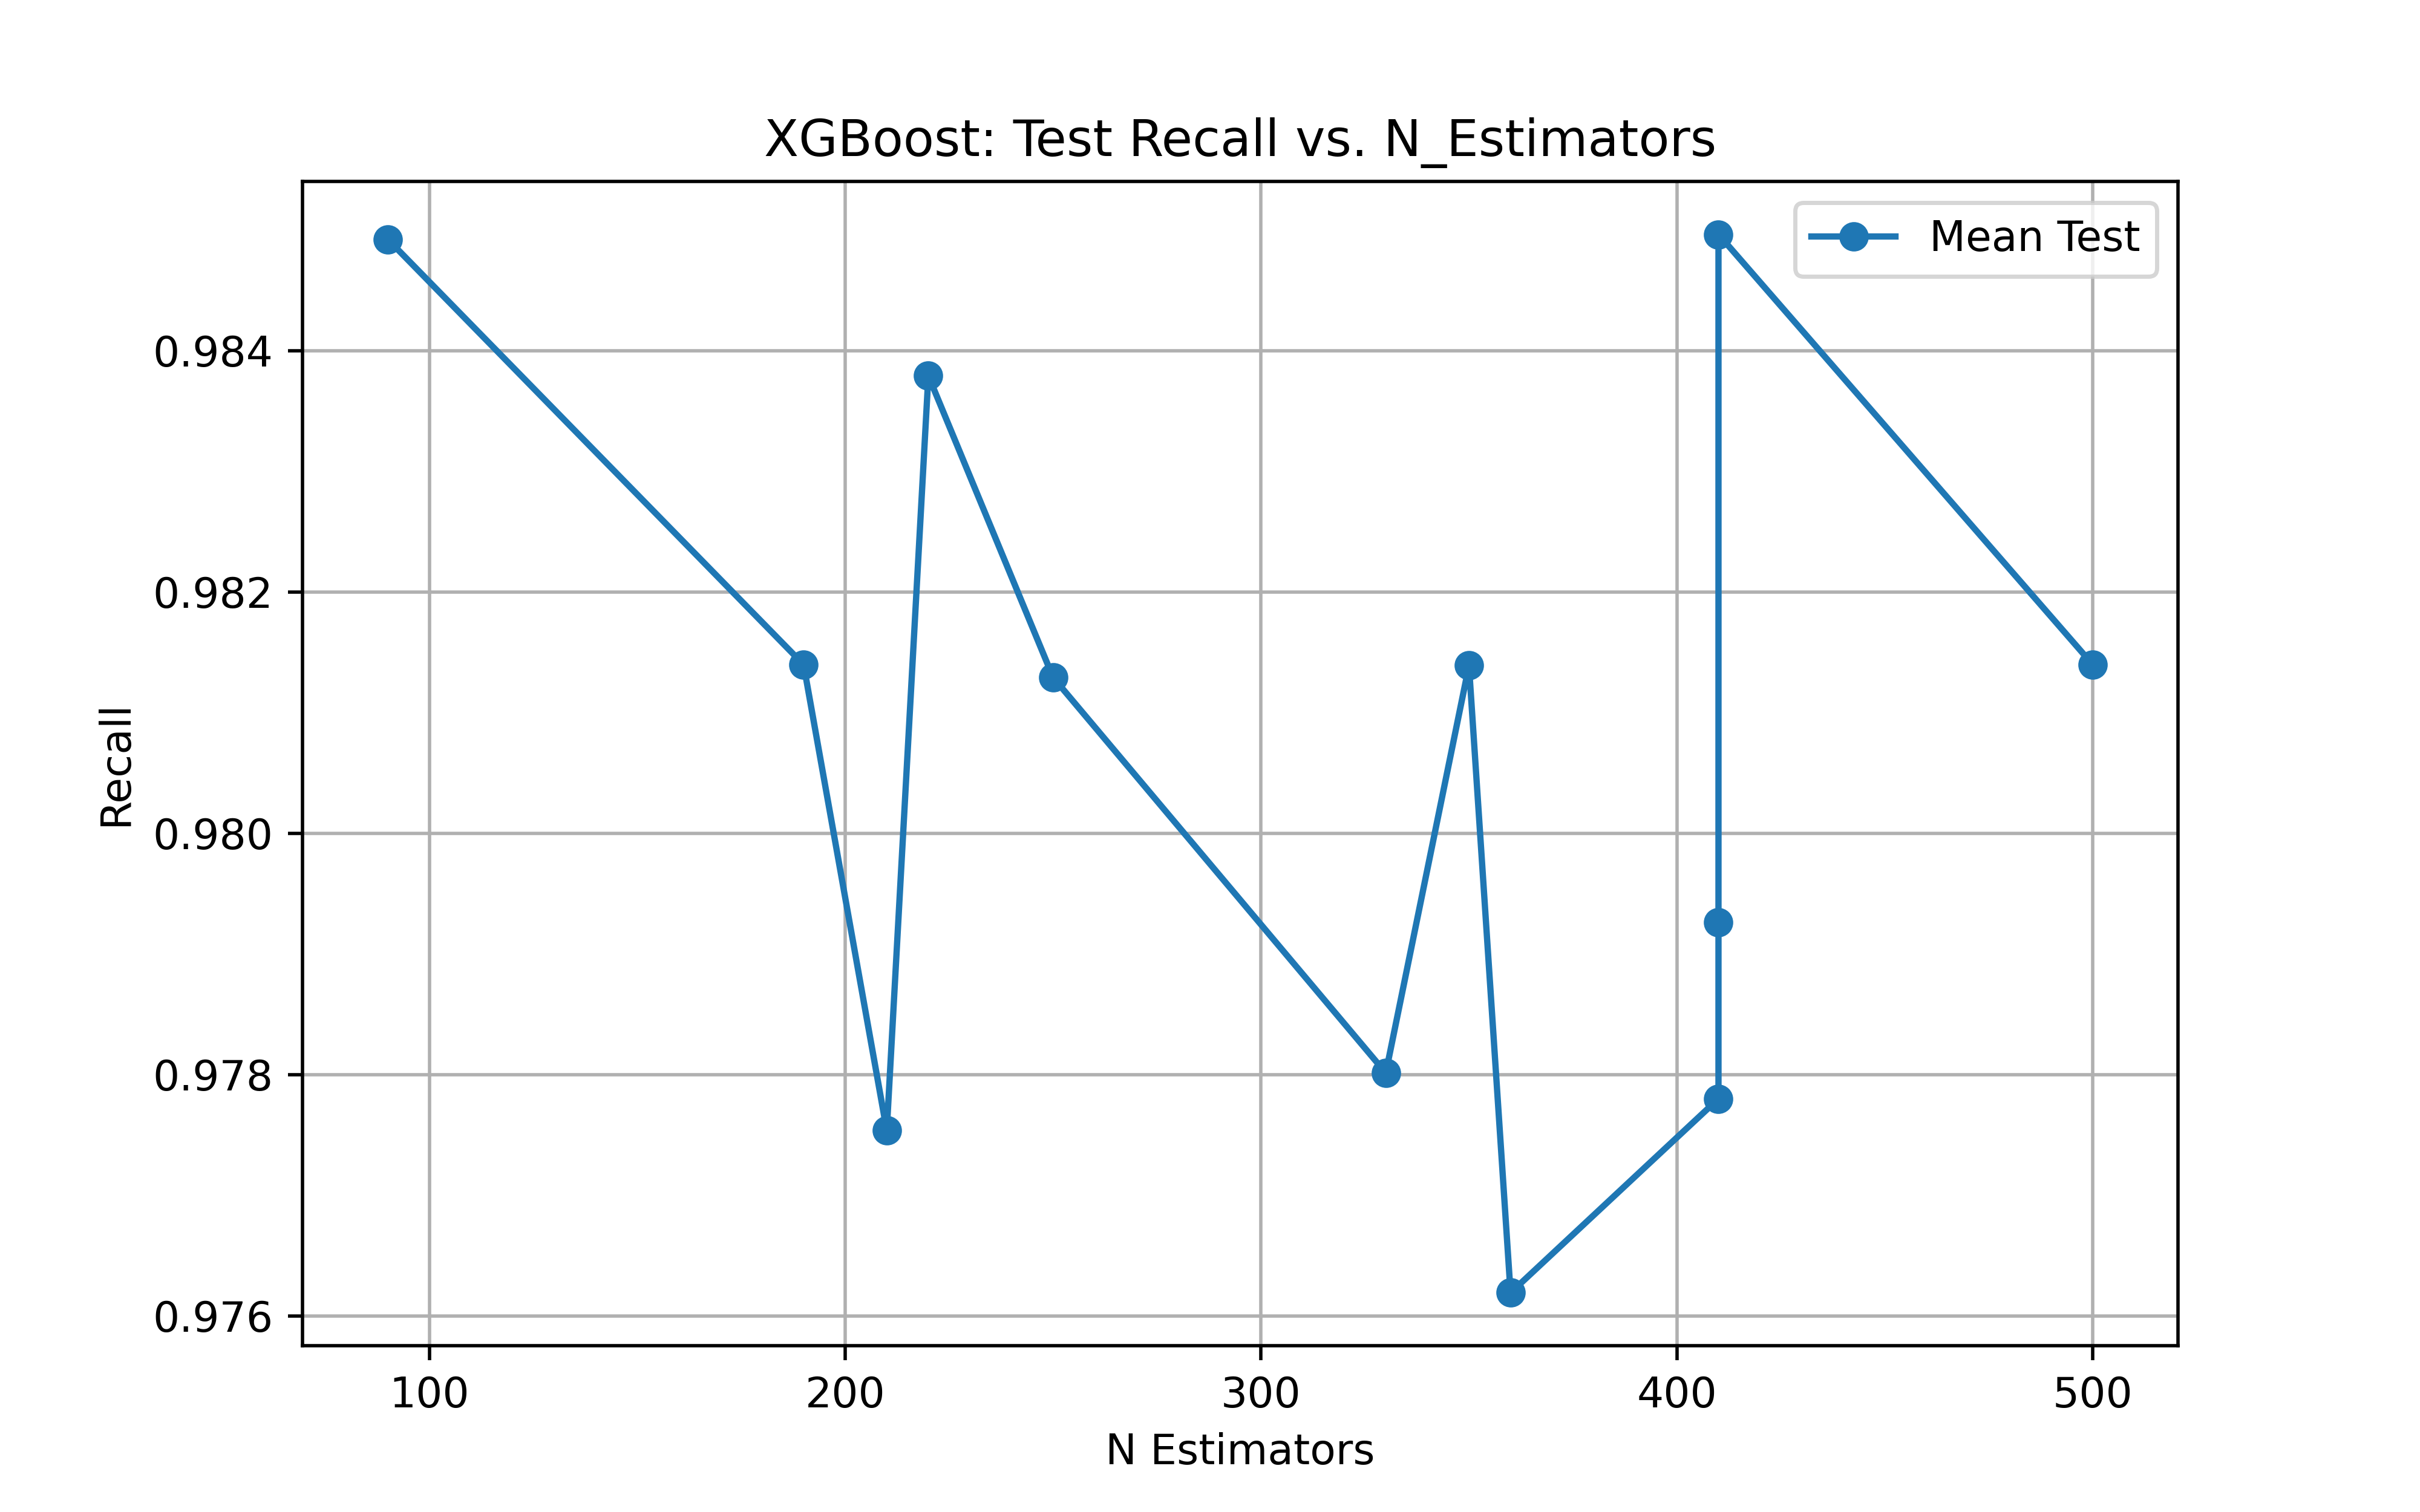 XGBoost: Test Recall vs. N_Estimators
Mean Test
Recall
0.984
0.982
0.980
0.978
0.976
100 200 300 400 500
N Estimators